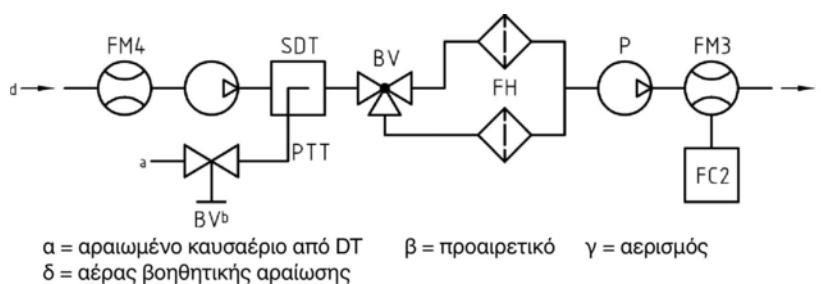 FM4
SDT
BV
P
FM3
d
FH
PTT
a
BVb
FC2
α = αραιωμένο καυσαέριο από DT β = προαιρετικό γ = αερισμός
δ = αέρας βοηθητικής αραίωσης